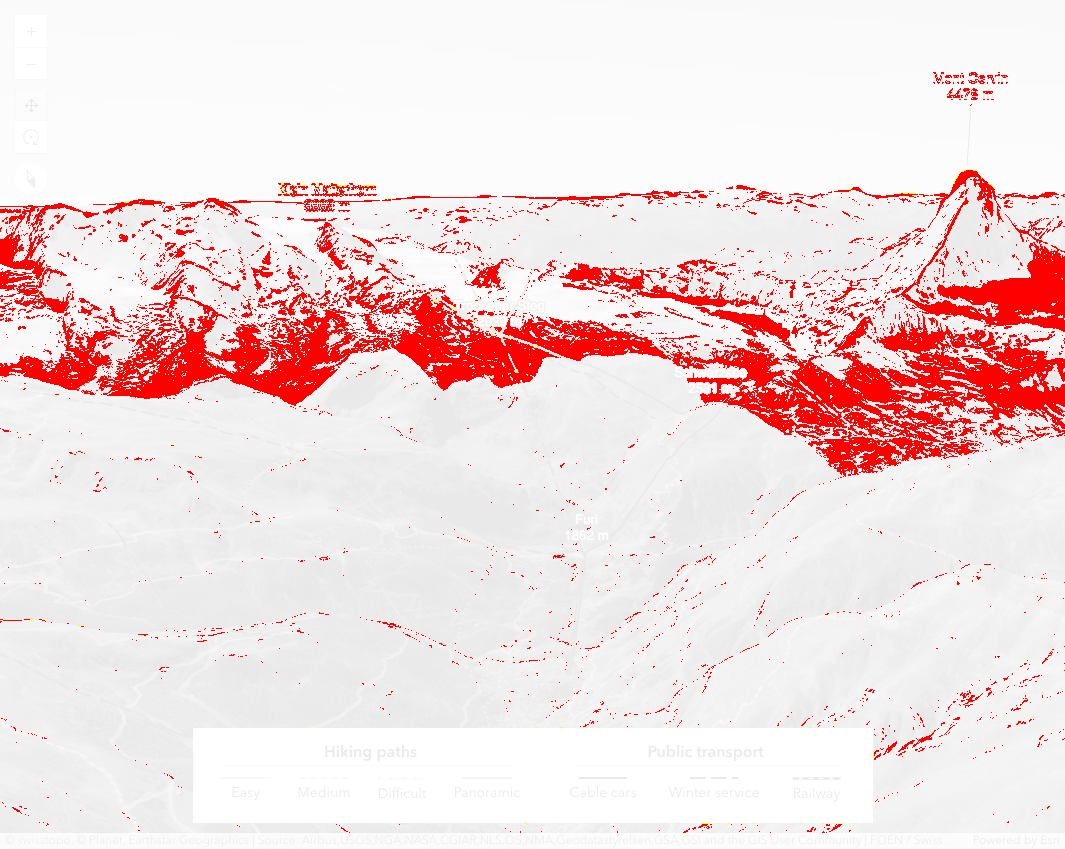 Mont Cervin
4478 m
Klein Matterhorn
Furi
1862 m
Hiking paths
Public transport
Easy
Medium
Difficult
Panoramic
Cable cars
Winter service
Railway
© swisstopo, © Planet, Earthstar Geographics | Source: Airbus,USGS,NGA,NASA,CGIAR,NLS,OS,NMA,Geodatastyrelsen,GSA,GSI and the GIS User Community | FOEN / Swiss
Powered by Esri